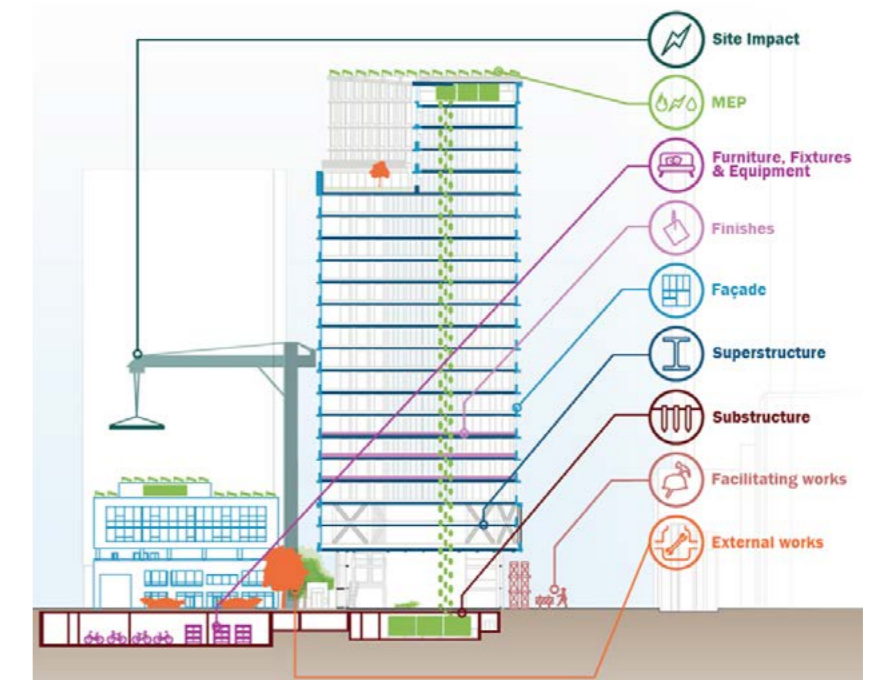 Site Impact
MEP
Furniture, Fixtures
& Equipment
Finishes
Façade
Superstructure
Substructure
Facilitating works
External works